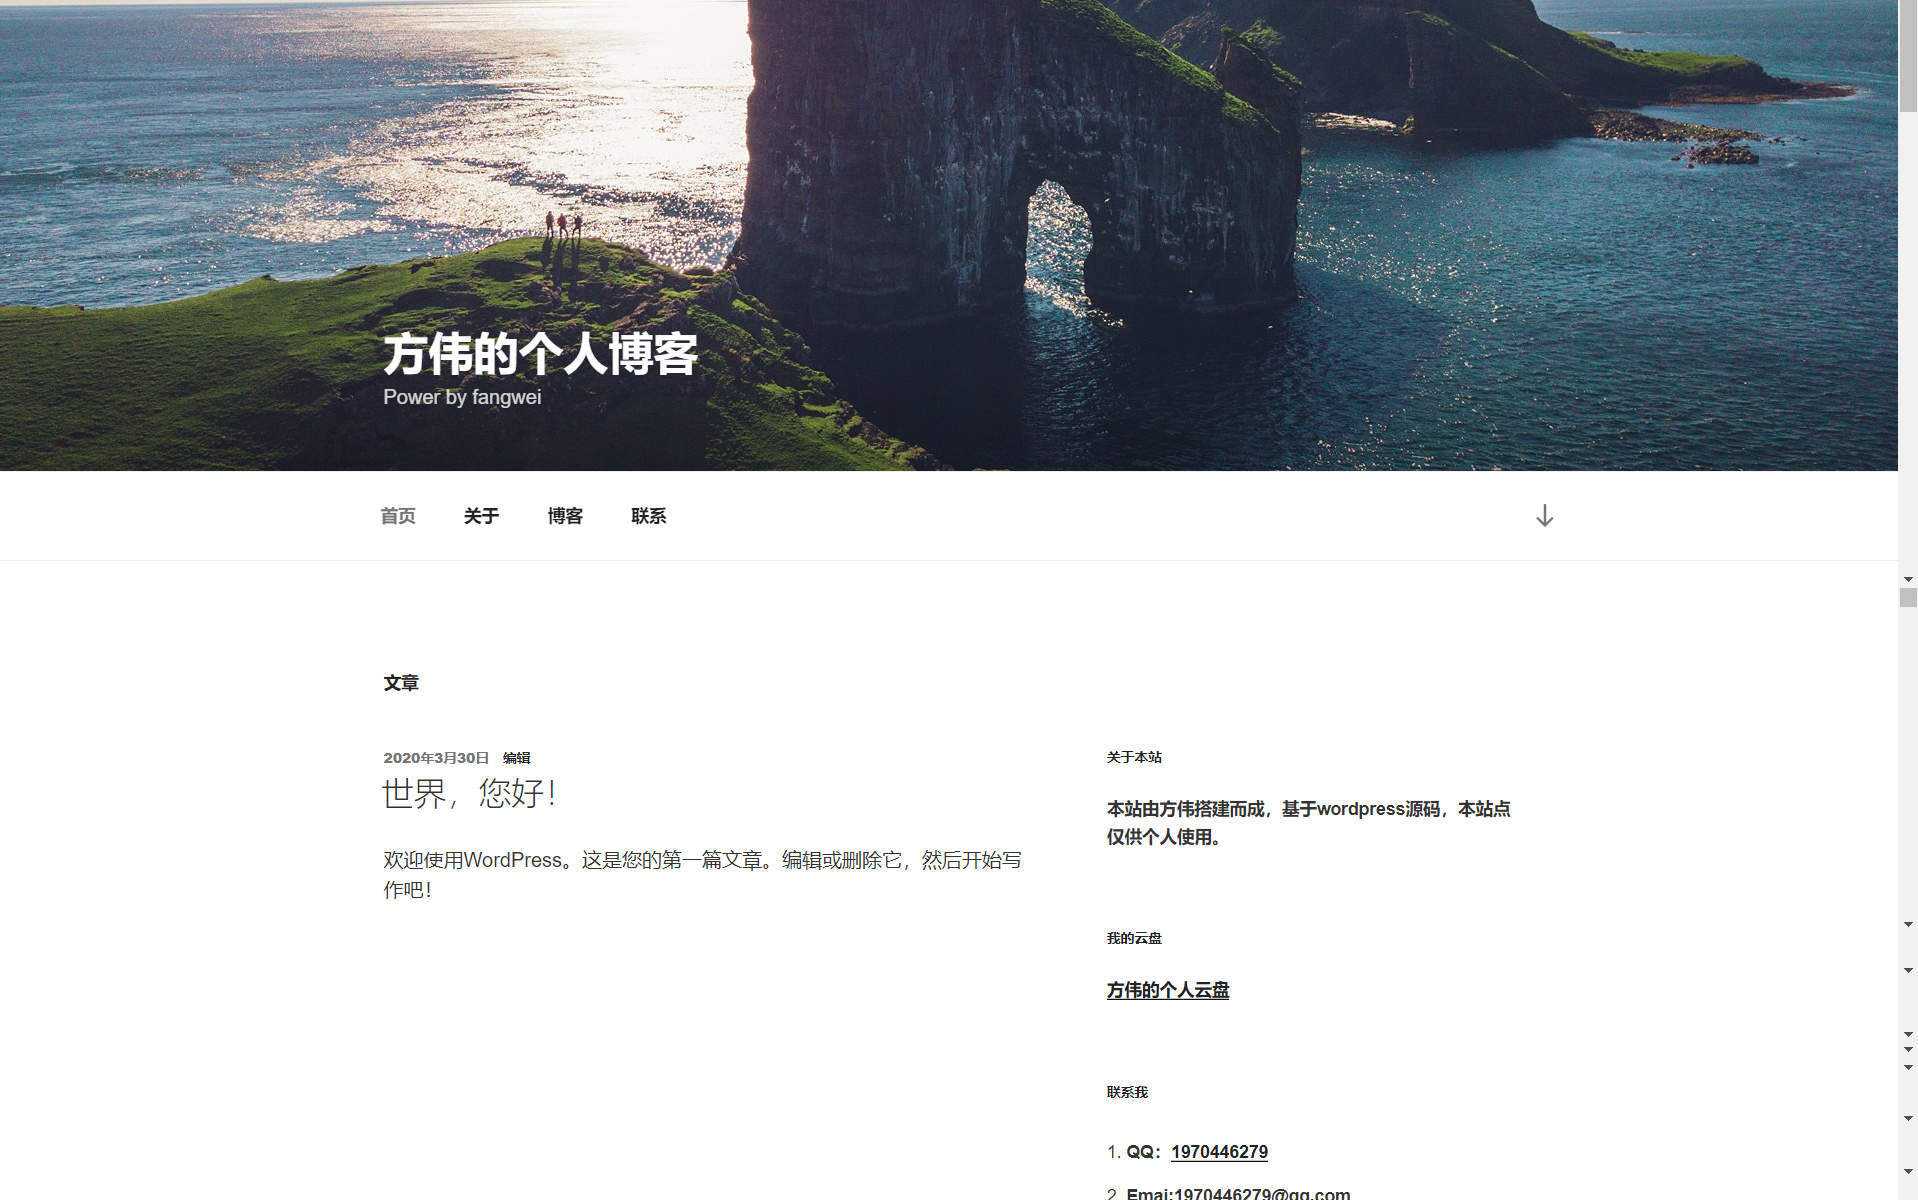 方伟的个人博客
Power by fangwei
首页 关于 博客 联系
文章
2020年3月30日 编辑
世界，您好！
欢迎使用WordPress。这是您的第一篇文章。编辑或删除它，然后开始写
作吧！
关于本站
本站由方伟搭建而成，基于wordpress源码，本站点
仅供个人使用。
我的云盘
方伟的个人云盘
联系我
1. QQ：1970446279
2. Emai:1970446279@qq.com